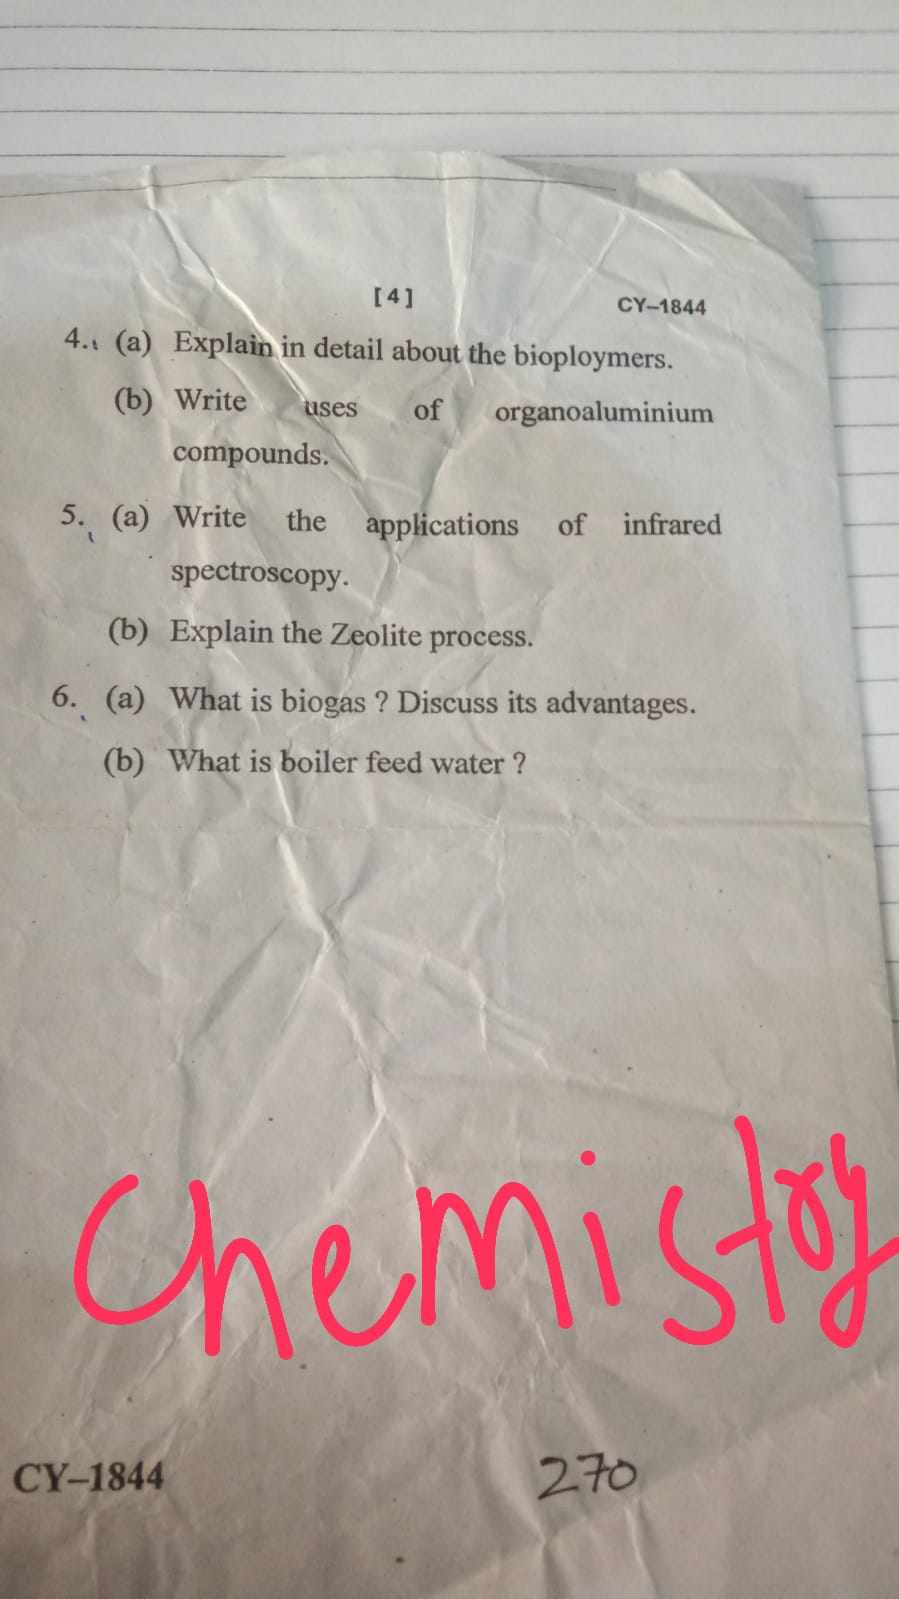 [4]
CY–1844
4. (a) Explain in detail about the bioploymers.
(b) Write uses of organoaluminium
compounds.
5. (a) Write the applications of infrared
spectroscopy.
(b) Explain the Zeolite process.
6. (a) What is biogas ? Discuss its advantages.
(b) What is boiler feed water ?
Chemistry
CY–1844
270